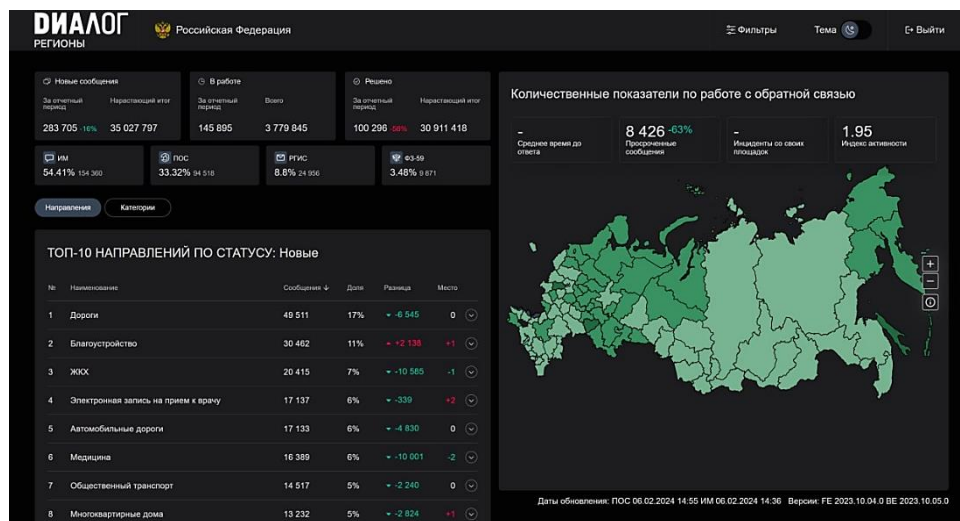 DИАЛОГ
РЕГИОНЫ
Российская Федерация
Фильтры
Тема
Выйти
Новые сообщения
За отчетный период
Нарастающий итог
283 705 -16%
35 027 797
В работе
За отчетный период
Всего
145 895
3 779 845
Решено
За отчетный период
Нарастающий итог
100 296 -58%
30 911 418
ИМ
54.41% 154 360
ПОС
33.32% 94 518
РГИС
8.8% 24 956
ФЗ-59
3.48% 9 871
Направления
Категории
ТОП-10 НАПРАВЛЕНИЙ ПО СТАТУСУ: Новые
№ Наименование Сообщения Доля Разница Место
1 Дороги 49 511 17% -6 545 0
2 Благоустройство 30 462 11% +2 138 +1
3 ЖКХ 20 415 7% -10 585 -1
4 Электронная запись на прием к врачу 17 137 6% -339 +2
5 Автомобильные дороги 17 133 6% -4 830 0
6 Медицина 16 389 6% -10 001 -2
7 Общественный транспорт 14 517 5% -2 240 0
8 Многоквартирные дома 13 232 5% -2 824 +1
Количественные показатели по работе с обратной связью
-
Среднее время до ответа
8 426 -63%
Просроченные сообщения
-
Инциденты со своих площадок
1.95
Индекс активности
Даты обновления: ПОС 06.02.2024 14:55 ИМ 06.02.2024 14:36 Версии: FE 2023.10.04.0 BE 2023.10.05.0